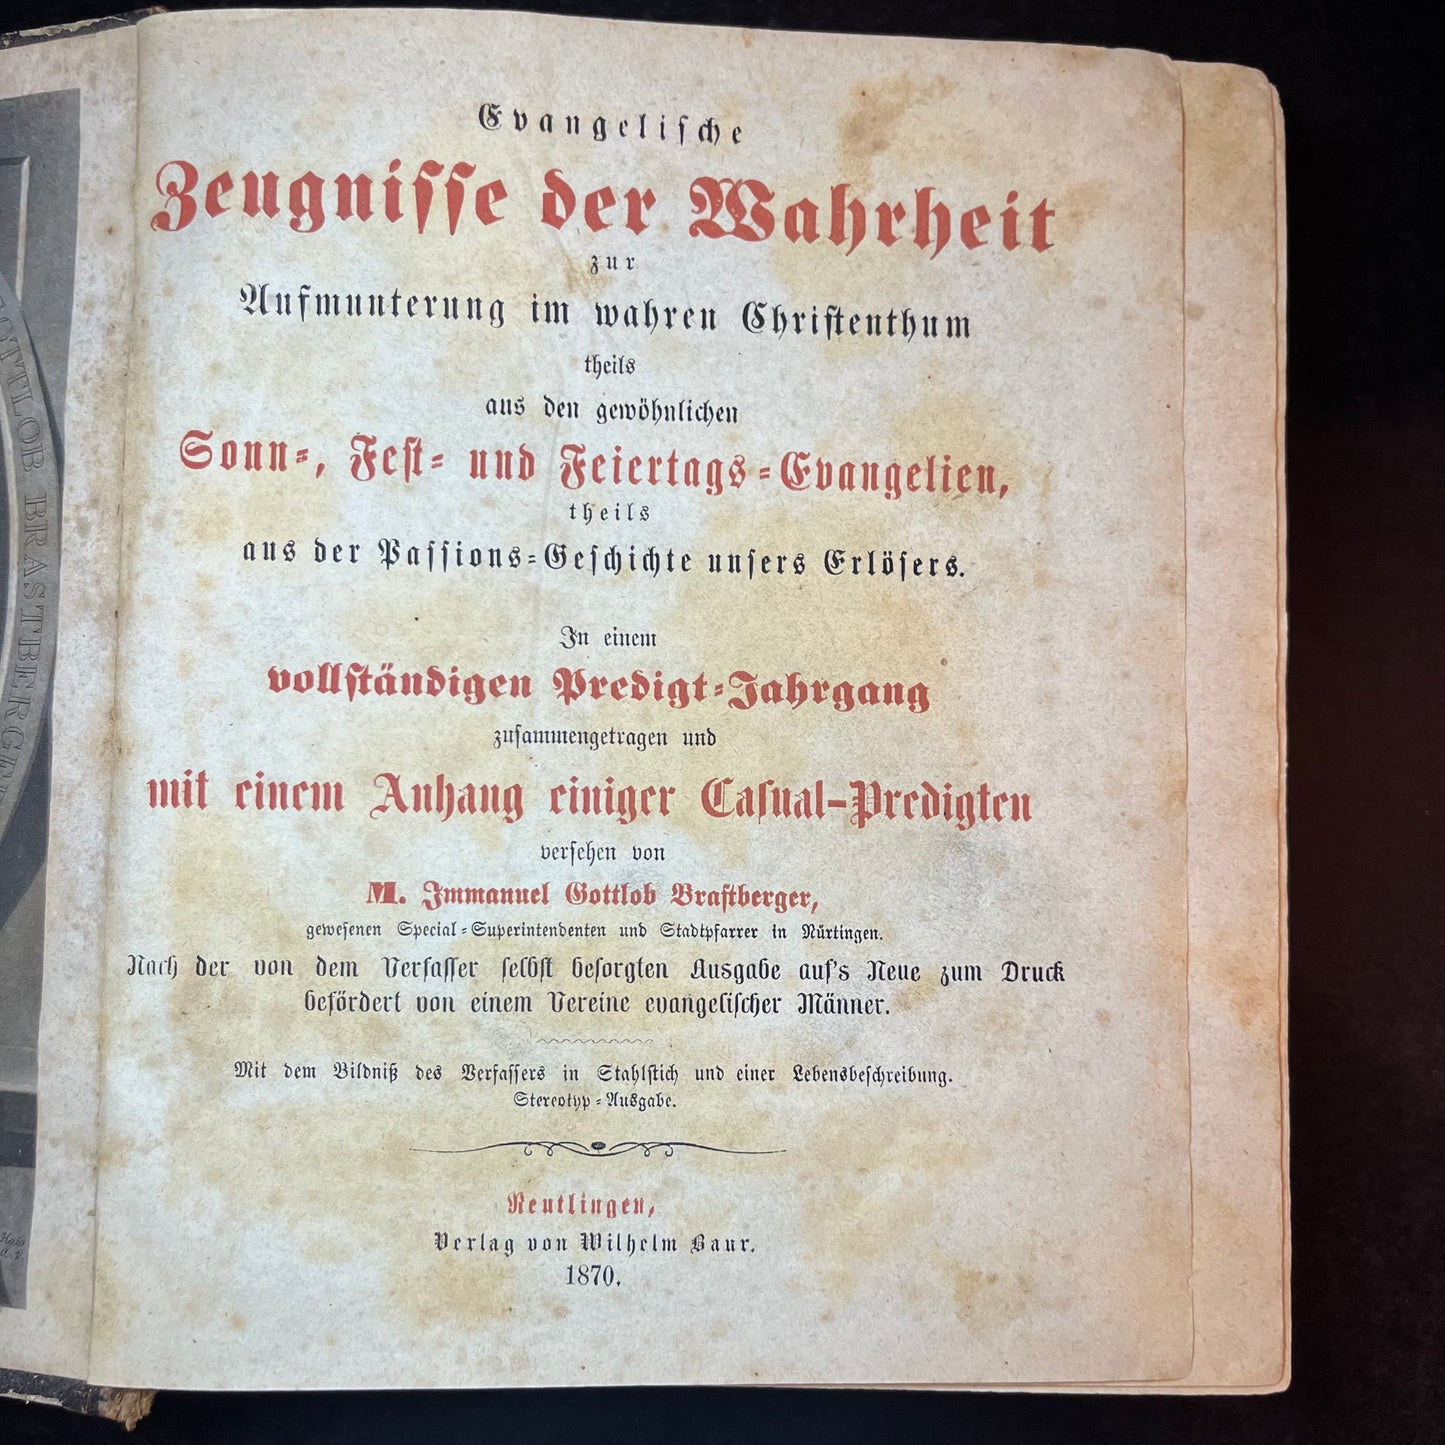 Evangelische
Zeugnisse der Wahrheit
zur
Aufmunterung im wahren Christenthum
theils
aus den gewöhnlichen
Sonn-, Fest- und Feiertags-Evangelien,
theils
aus der Passions-Geschichte unsers Erlösers.
In einem
vollständigen Predigt-Jahrgang
zusammengetragen und
mit einem Anhang einiger Casual-Predigten
versehen von
M. Immanuel Gottlob Brastberger,
gewesenen Special-Superintendenten und Stadtpfarrer in Nürtingen.
Nach der von dem Verfasser selbst besorgten Ausgabe auf's Neue zum Druck
befördert von einem Vereine evangelischer Männer.
Mit dem Bildniß des Verfassers in Stahlstich und einer Lebensbeschreibung.
Stereotyp-Ausgabe.
Reutlingen,
Verlag von Wilhelm Baur.
1870.
OTTLOB BRASTBERG